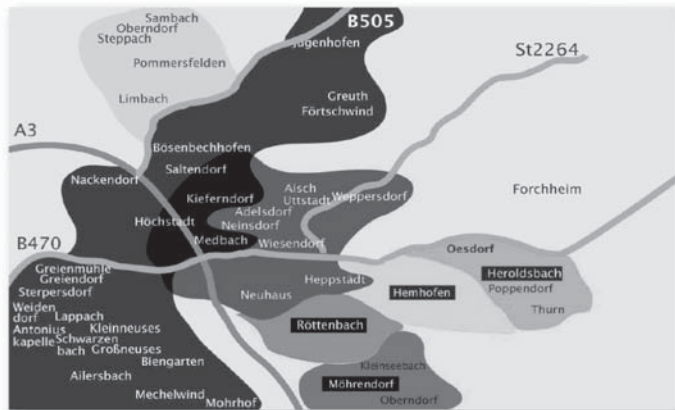 Sambach
Oberndorf
Steppach
Pommersfelden
Limbach
B505
Jugenhofen
Greuth
Förtschwind
St2264
A3
Bösenbechhofen
Saltendorf
Nackendorf
Kieferndorf
Aisch
Uttstadt
Weppersdorf
Forchheim
Höchstadt
Adelsdorf
Neinsdorf
Medbach
Wiesendorf
B470
Oesdorf
Greienmühle
Greiendorf
Sterpersdorf
Heppstädt
Heroldsbach
Poppendorf
Neuhaus
Hemhofen
Thurn
Weiden
dorf
Lappach
Antonius
kapelle
Kleinneuses
Schwarzen
bach
Großneuses
Röttenbach
Biengarten
Kleinseebach
Ailersbach
Möhrendorf
Mechelwind
Mohrhof
Oberndorf